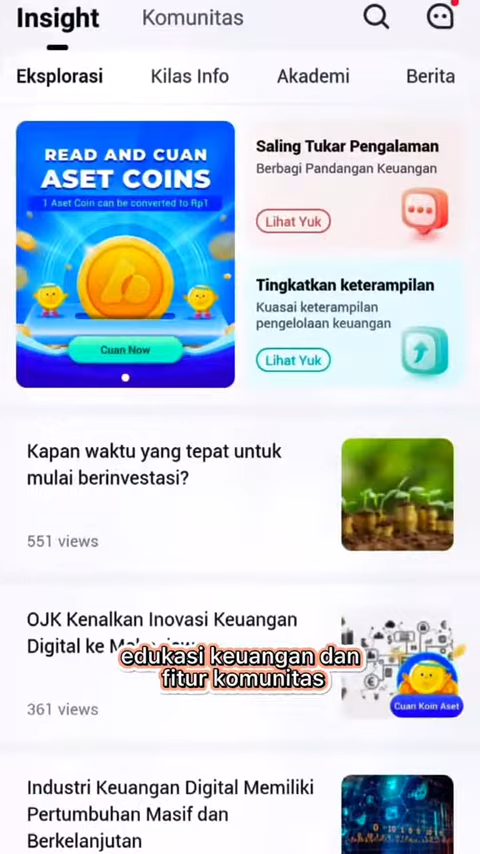 Insight
Komunitas
Eksplorasi
Kilas Info
Akademi
Berita
READ AND CUAN
ASET COINS
1 Aset Coin can be converted to Rp1
Cuan Now
Saling Tukar Pengalaman
Berbagi Pandangan Keuangan
Lihat Yuk
Tingkatkan keterampilan
Kuasai keterampilan
pengelolaan keuangan
Lihat Yuk
Kapan waktu yang tepat untuk
mulai berinvestasi?
551 views
OJK Kenalkan Inovasi Keuangan
Digital ke
edukasi keuangan dan
fitur komunitas
Cuan Koin Aset
361 views
Industri Keuangan Digital Memiliki
Pertumbuhan Masif dan
Berkelanjutan